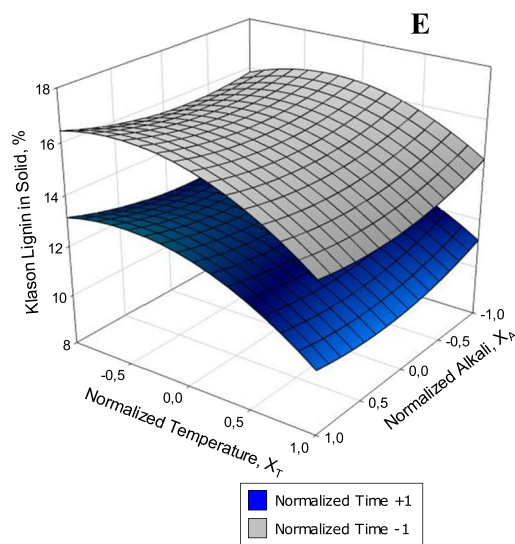 E
18
16
14
12
10
8
Klason Lignin in Solid, %
-0,5
0,0
0,5
1,0
Normalized Temperature, X_T
1,0
0,5
0,0
-0,5
-1,0
Normalized Alkali, X_A
Normalized Time +1
Normalized Time -1